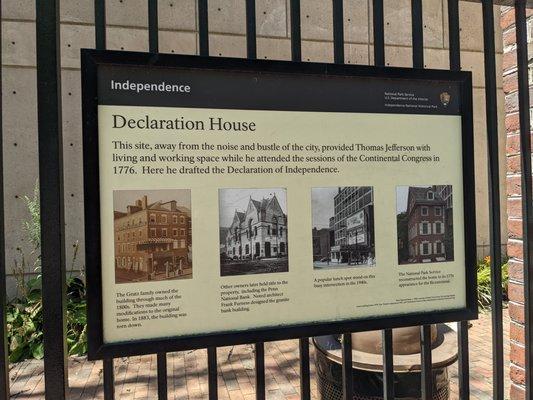 Independence
National Park Service
U.S. Department of the Interior
Independence National Historical Park
Declaration House
This site, away from the noise and bustle of the city, provided Thomas Jefferson with
living and working space while he attended the sessions of the Continental Congress in
1776. Here he drafted the Declaration of Independence.
The Gratz family owned the
building through much of the
1800s. They made many
modifications to the original
home. In 1883, the building was
torn down.
Other owners later held title to the
property, including the Penn
National Bank. Noted architect
Frank Furness designed the granite
bank building.
A popular lunch spot stood on this
busy intersection in the 1940s.
The National Park Service
reconstructed the home to its 1776
appearance for the Bicentennial.